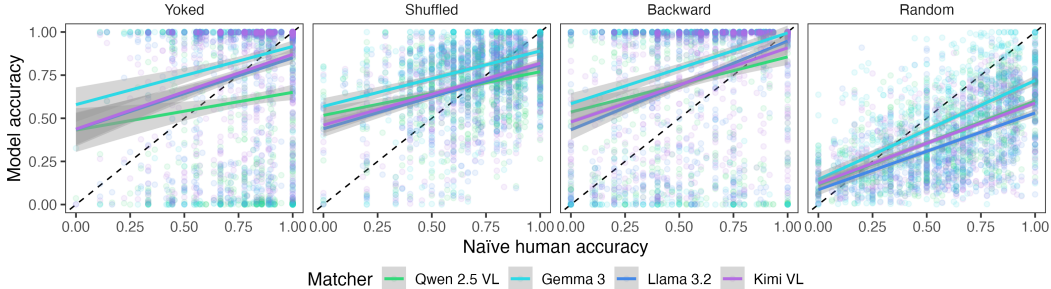 Yoked Shuffled Backward Random
Model accuracy
1.00
0.75
0.50
0.25
0.00
0.00 0.25 0.50 0.75 1.00 0.00 0.25 0.50 0.75 1.00 0.00 0.25 0.50 0.75 1.00 0.00 0.25 0.50 0.75 1.00
Naïve human accuracy
Matcher Qwen 2.5 VL Gemma 3 Llama 3.2 Kimi VL